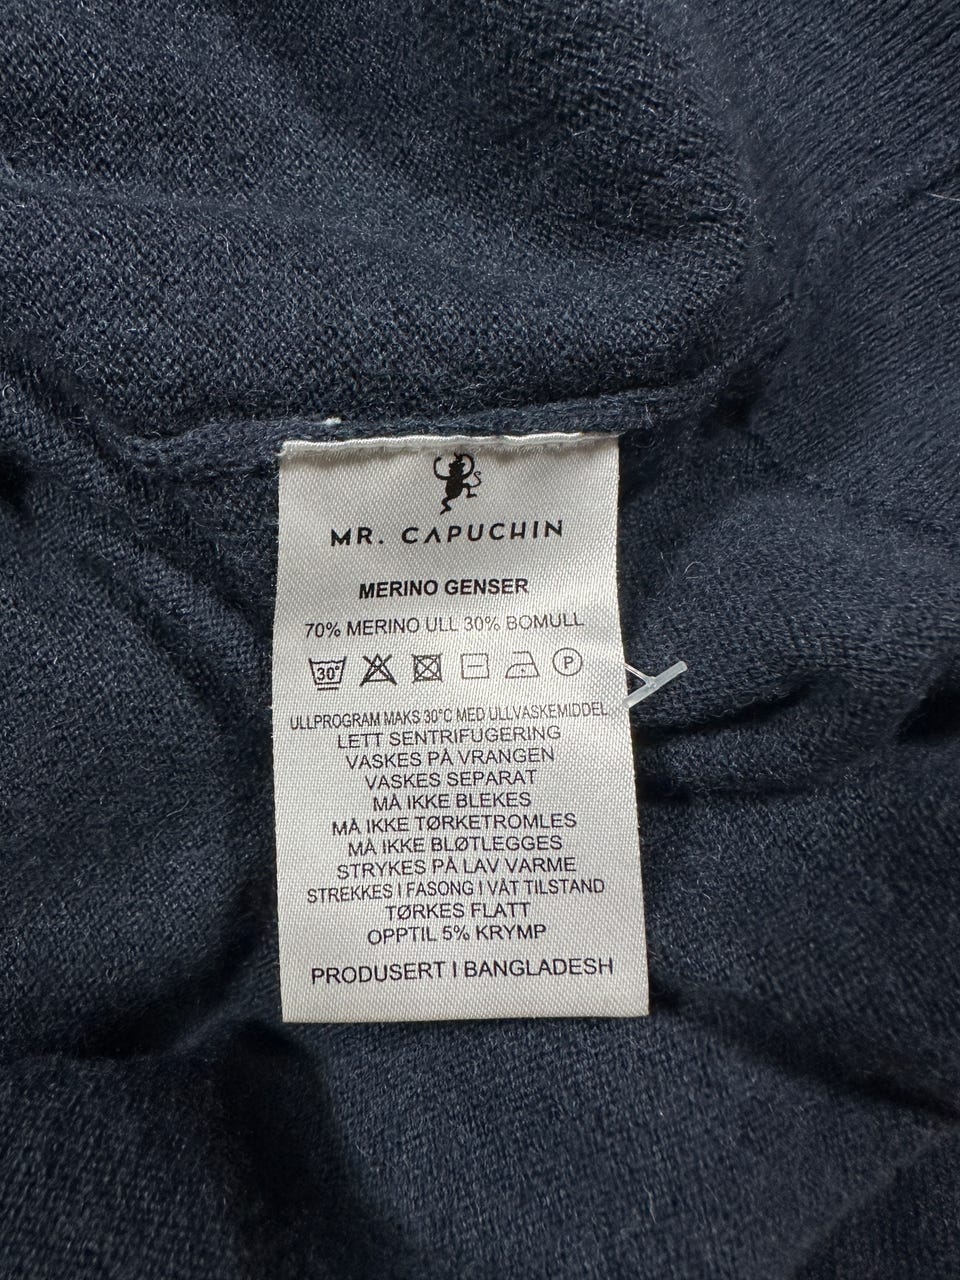 MR. CAPUCHIN
MERINO GENSER
70% MERINO ULL 30% BOMULL
30° P
ULLPROGRAM MAKS 30°C MED ULLVASKEMIDDEL
LETT SENTRIFUGERING
VASKES PÅ VRANGEN
VASKES SEPARAT
MÅ IKKE BLEKES
MÅ IKKE TØRKETROMLES
MÅ IKKE BLØTLEGGES
STRYKES PÅ LAV VARME
STREKKES I FASONG I VÅT TILSTAND
TØRKES FLATT
OPPTIL 5% KRYMP
PRODUSERT I BANGLADESH